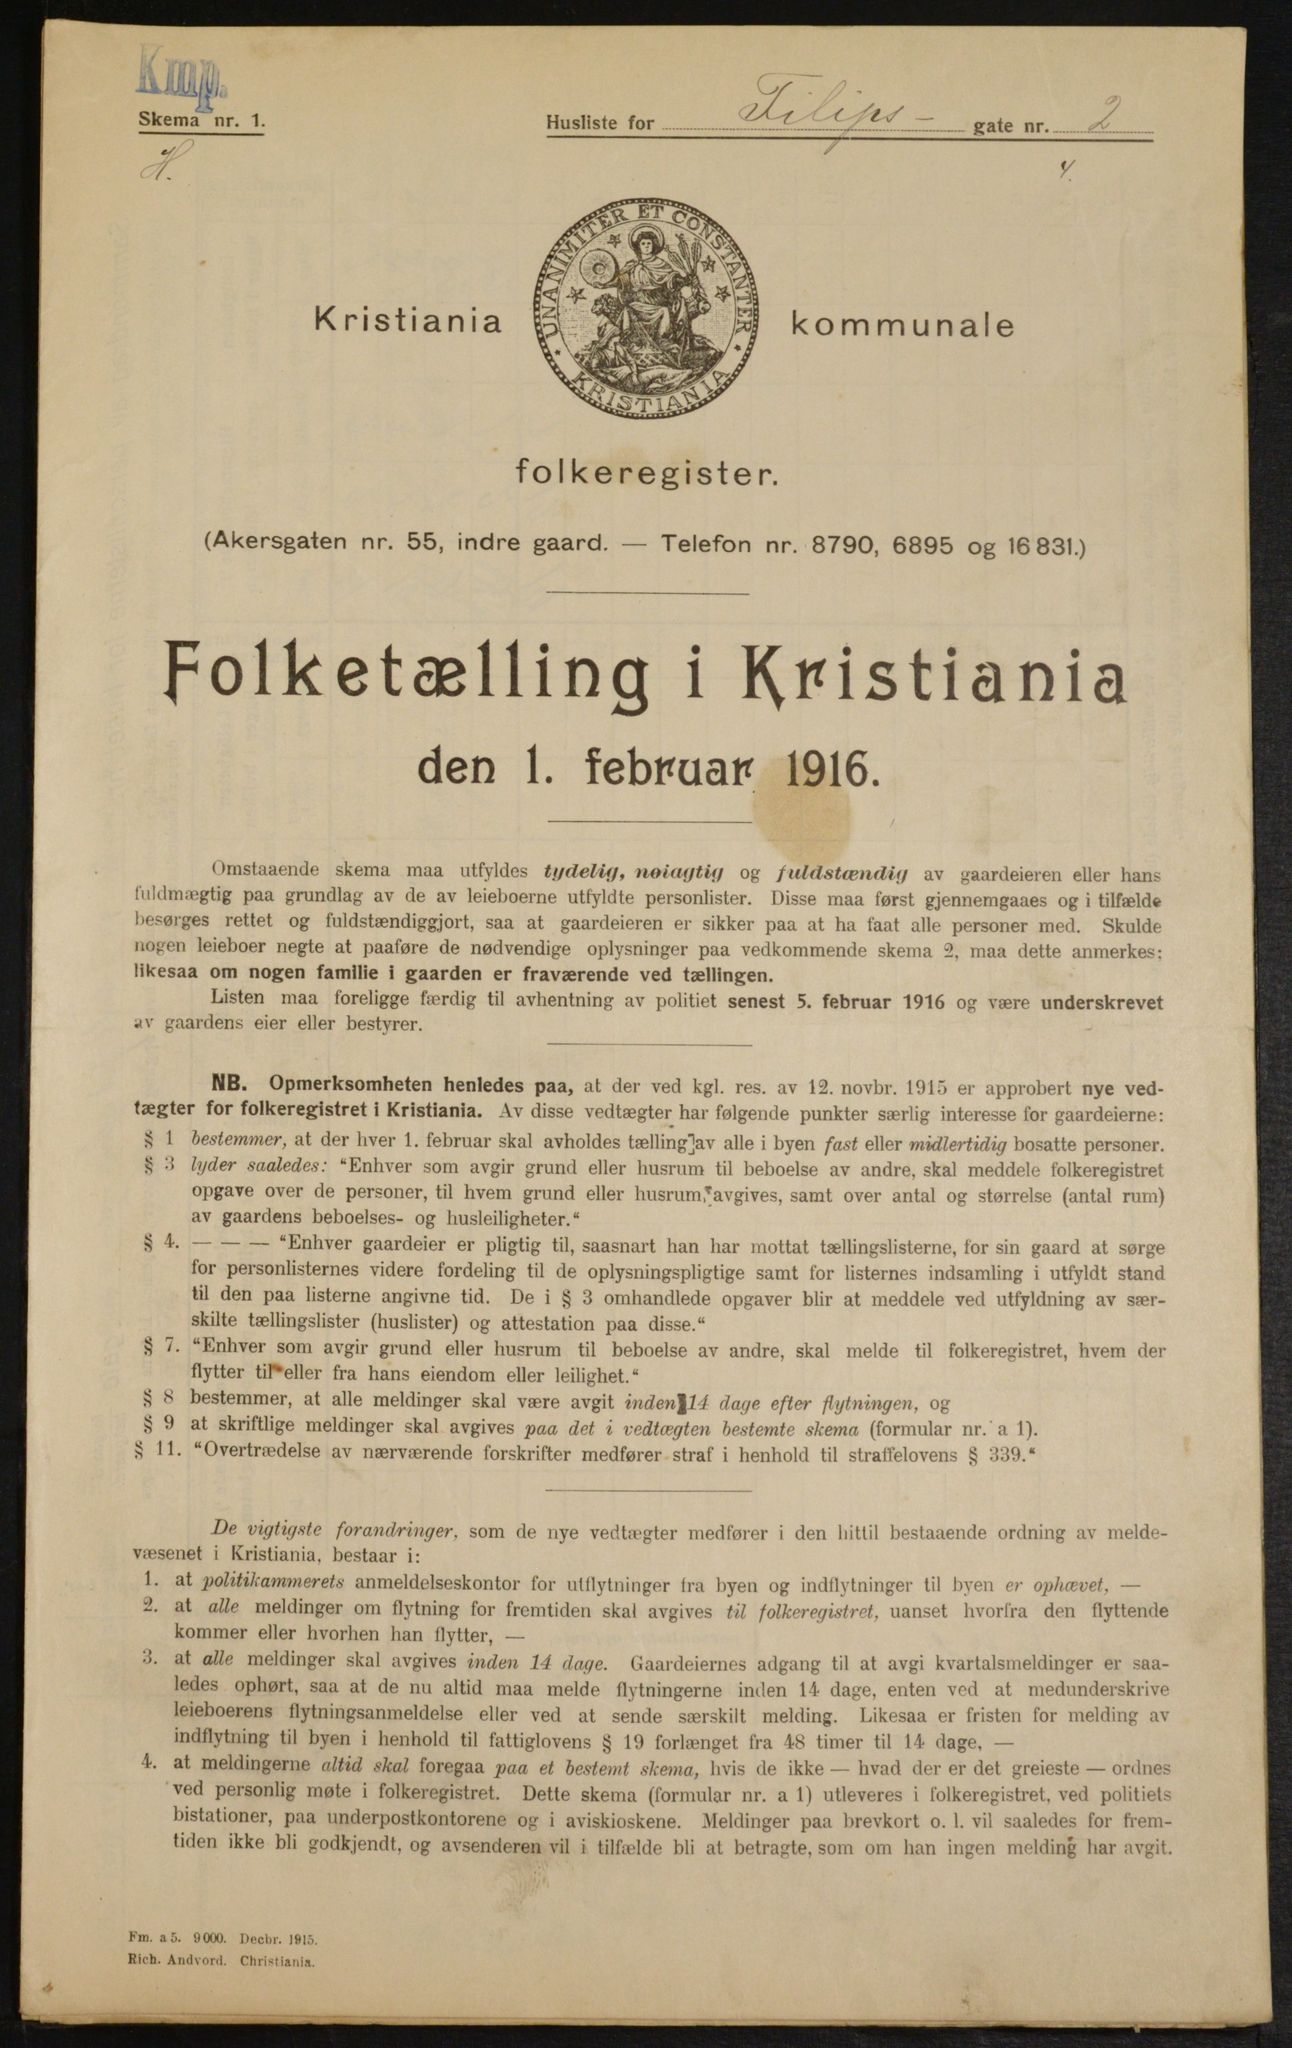 Kmp.
Skema nr. 1.
Husliste for Filips- gate nr. 2
H.
4.
UNANIMITER ET CONSTANTER
KRISTIANIA
Kristiania kommunale
folkeregister.
(Akersgaten nr. 55, indre gaard. — Telefon nr. 8790, 6895 og 16 831.)
Folketælling i Kristiania
den 1. februar 1916.
Omstaaende skema maa utfyldes tydelig, nøiagtig og fuldstændig av gaardeieren eller hans
fuldmægtig paa grundlag av de av leieboerne utfyldte personlister. Disse maa først gjennemgaaes og i tilfælde
besørges rettet og fuldstændiggjort, saa at gaardeieren er sikker paa at ha faat alle personer med. Skulde
nogen leieboer negte at paaføre de nødvendige oplysninger paa vedkommende skema 2, maa dette anmerkes;
likesaa om nogen familie i gaarden er fraværende ved tællingen.
Listen maa foreligge færdig til avhentning av politiet senest 5. februar 1916 og være underskrevet
av gaardens eier eller bestyrer.
NB. Opmerksomheten henledes paa, at der ved kgl. res. av 12. novbr. 1915 er approbert nye ved-
tægter for folkeregistret i Kristiania. Av disse vedtægter har følgende punkter særlig interesse for gaardeierne:
§ 1 bestemmer, at der hver 1. februar skal avholdes tælling av alle i byen fast eller midlertidig bosatte personer.
§ 3 lyder saaledes: "Enhver som avgir grund eller husrum til beboelse av andre, skal meddele folkeregistret
opgave over de personer, til hvem grund eller husrum avgives, samt over antal og størrelse (antal rum)
av gaardens beboelses- og husleiligheter."
§ 4. — — — "Enhver gaardeier er pligtig til, saasnart han har mottat tællingslisterne, for sin gaard at sørge
for personlisternes videre fordeling til de oplysningspligtige samt for listernes indsamling i utfyldt stand
til den paa listerne angivne tid. De i § 3 omhandlede opgaver blir at meddele ved utfyldning av sær-
skilte tællingslister (huslister) og attestation paa disse."
§ 7. "Enhver som avgir grund eller husrum til beboelse av andre, skal melde til folkeregistret, hvem der
flytter til eller fra hans eiendom eller leilighet."
§ 8 bestemmer, at alle meldinger skal være avgit inden 14 dage efter flytningen, og
§ 9 at skriftlige meldinger skal avgives paa det i vedtægten bestemte skema (formular nr. a 1).
§ 11. "Overtrædelse av nærværende forskrifter medfører straf i henhold til straffelovens § 339."
De vigtigste forandringer, som de nye vedtægter medfører i den hittil bestaaende ordning av melde-
væsenet i Kristiania, bestaar i:
1. at politikammerets anmeldelseskontor for utflytninger fra byen og indflytninger til byen er ophævet, —
2. at alle meldinger om flytning for fremtiden skal avgives til folkeregistret, uanset hvorfra den flyttende
kommer eller hvorhen han flytter, —
3. at alle meldinger skal avgives inden 14 dage. Gaardeiernes adgang til at avgi kvartalsmeldinger er saa-
ledes ophørt, saa at de nu altid maa melde flytningerne inden 14 dage, enten ved at medunderskrive
leieboerens flytningsanmeldelse eller ved at sende særskilt melding. Likesaa er fristen for melding av
indflytning til byen i henhold til fattiglovens § 19 forlænget fra 48 timer til 14 dage, —
4. at meldingerne altid skal foregaa paa et bestemt skema, hvis de ikke — hvad der er det greieste — ordnes
ved personlig møte i folkeregistret. Dette skema (formular nr. a 1) utleveres i folkeregistret, ved politiets
bistationer, paa underpostkontorene og i aviskioskene. Meldinger paa brevkort o. l. vil saaledes for frem-
tiden ikke bli godkjendt, og avsenderen vil i tilfælde bli at betragte, som om han ingen melding har avgit.
Fm. a 5. 9 000. Decbr. 1915.
Rich. Andvord. Christiania.